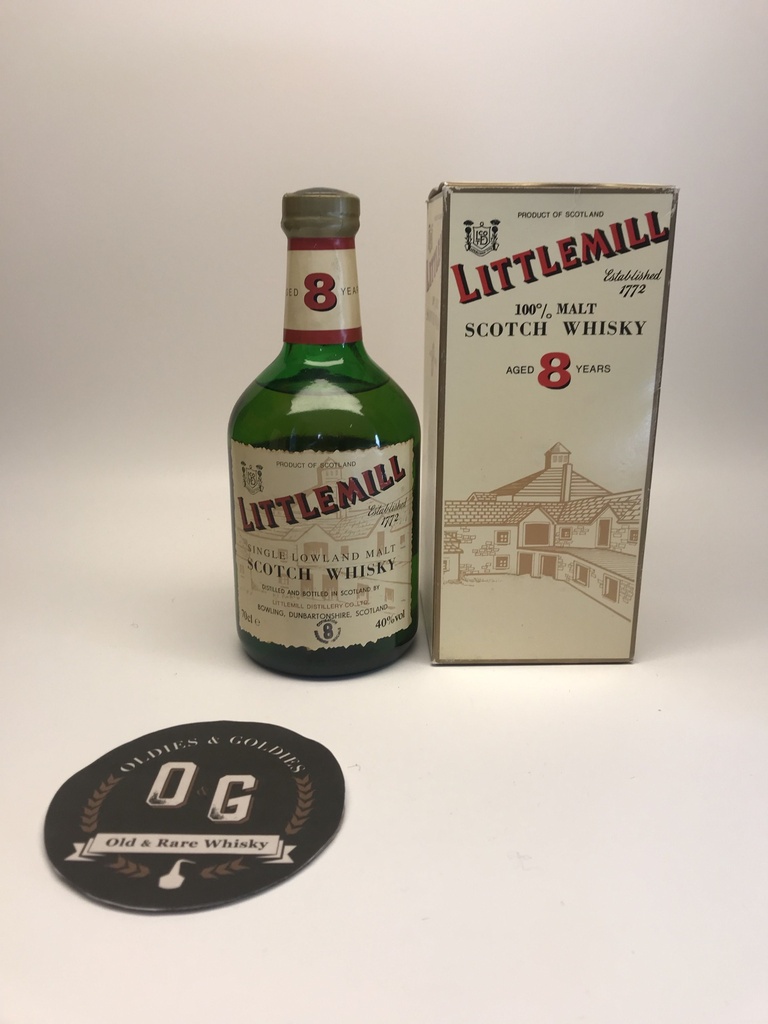 AGED 8 YEARS
PRODUCT OF SCOTLAND
LITTLEMILL
Established
1772
SINGLE LOWLAND MALT
SCOTCH WHISKY
DISTILLED AND BOTTLED IN SCOTLAND BY
LITTLEMILL DISTILLERY CO. LTD.
BOWLING, DUNBARTONSHIRE, SCOTLAND
70cl e 8 40% vol
PRODUCT OF SCOTLAND
LITTLEMILL
Established
1772
100% MALT
SCOTCH WHISKY
AGED 8 YEARS
OLDIES & GOLDIES
O & G
Old & Rare Whisky